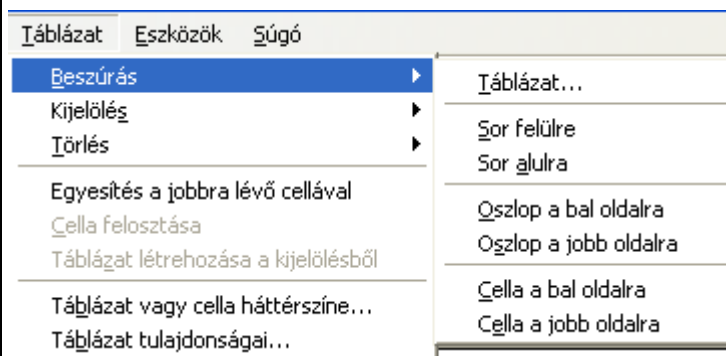 Táblázat Eszközök Súgó
Beszúrás
Kijelölés
Törlés
Egyesítés a jobbra lévő cellával
Cella felosztása
Táblázat létrehozása a kijelölésből
Táblázat vagy cella háttérszíne...
Táblázat tulajdonságai...
Táblázat...
Sor felülre
Sor alulra
Oszlop a bal oldalra
Oszlop a jobb oldalra
Cella a bal oldalra
Cella a jobb oldalra